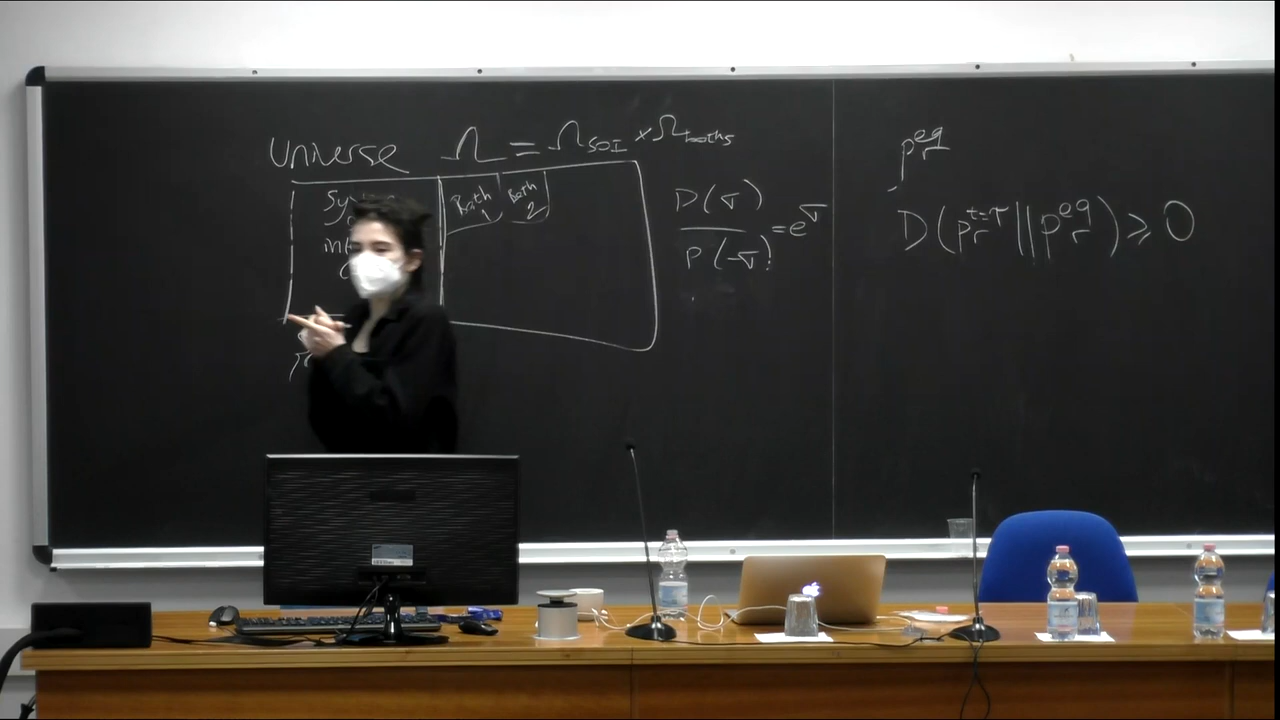 Universe Ω = Ω_SOI × Ω_baths
Bath 1 Bath 2
P(σ)
P(-σ) = e^σ
p_r^eq
D(p_r^{t=τ} || p_r^eq) ≥ 0